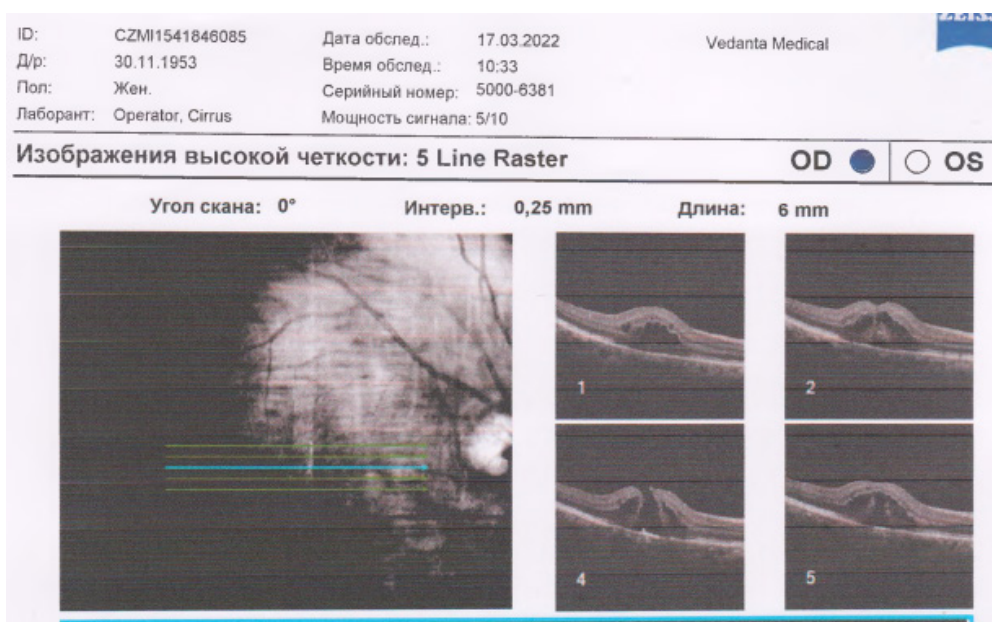 ID: CZMI1541846085 Дата обслед.: 17.03.2022 Vedanta Medical
Д/р: 30.11.1953 Время обслед.: 10:33
Пол: Жен. Серийный номер: 5000-6381
Лаборант: Operator, Cirrus Мощность сигнала: 5/10
Изображения высокой четкости: 5 Line Raster OD OS
Угол скана: 0° Интерв.: 0,25 mm Длина: 6 mm
1 2
4 5